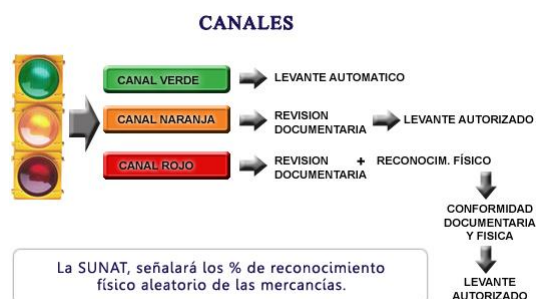 CANALES
CANAL VERDE
LEVANTE AUTOMATICO
CANAL NARANJA
REVISION
DOCUMENTARIA
LEVANTE AUTORIZADO
CANAL ROJO
REVISION
DOCUMENTARIA
+
RECONOCIM. FÍSICO
CONFORMIDAD
DOCUMENTARIA
Y FISICA
LEVANTE
AUTORIZADO
La SUNAT, señalará los % de reconocimiento
físico aleatorio de las mercancías.